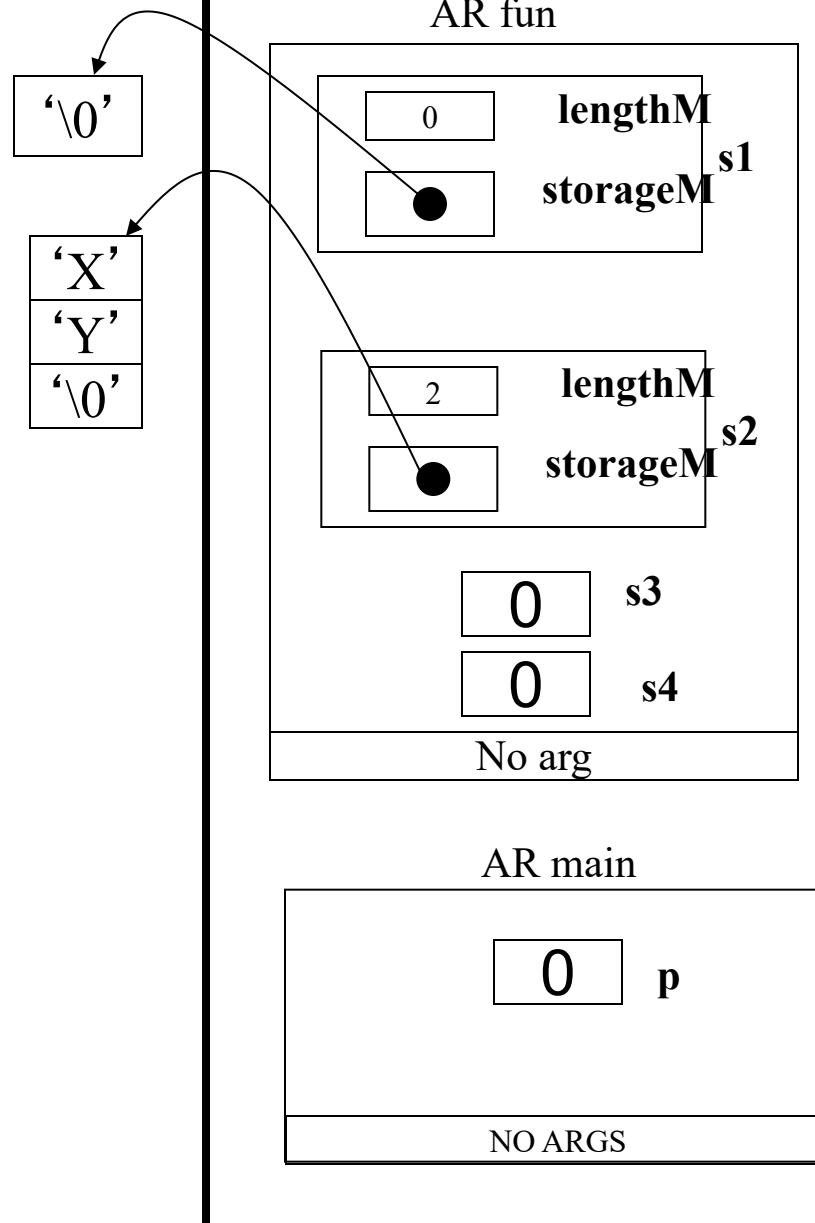 AR fun
‘\0’
0
lengthM
s1
storageM
‘X’
‘Y’
‘\0’
2
lengthM
s2
storageM
0
s3
0
s4
No arg
AR main
0
p
NO ARGS